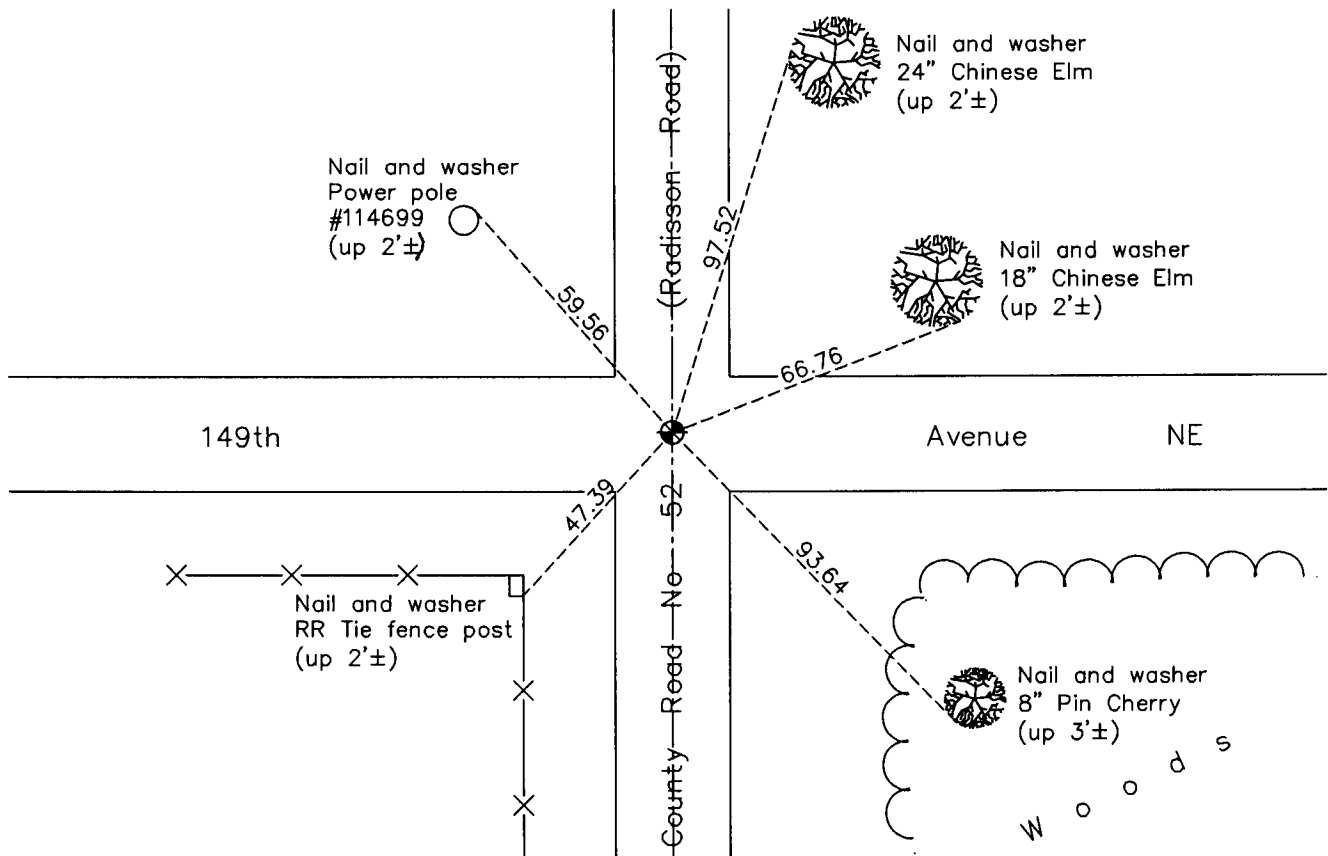 Nail and washer
24" Chinese Elm
(up 2'±)
(Radisson Road)
Nail and washer
Power pole
#114699
(up 2'±)
97.52
Nail and washer
18" Chinese Elm
(up 2'±)
59.56
66.76
149th Avenue NE
47.39
County Road No 52
93.64
Nail and washer
RR Tie fence post
(up 2'±)
Nail and washer
8" Pin Cherry
(up 3'±)
Woods